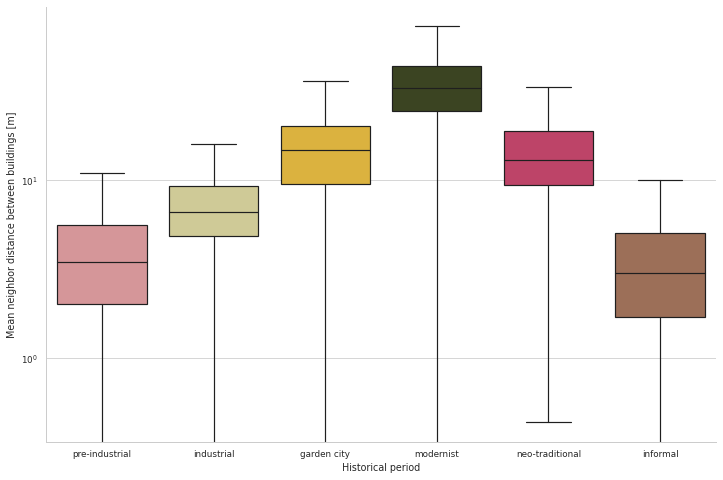 Mean neighbor distance between buildings [m]
10¹
10⁰
pre-industrial industrial garden city modernist neo-traditional informal
Historical period